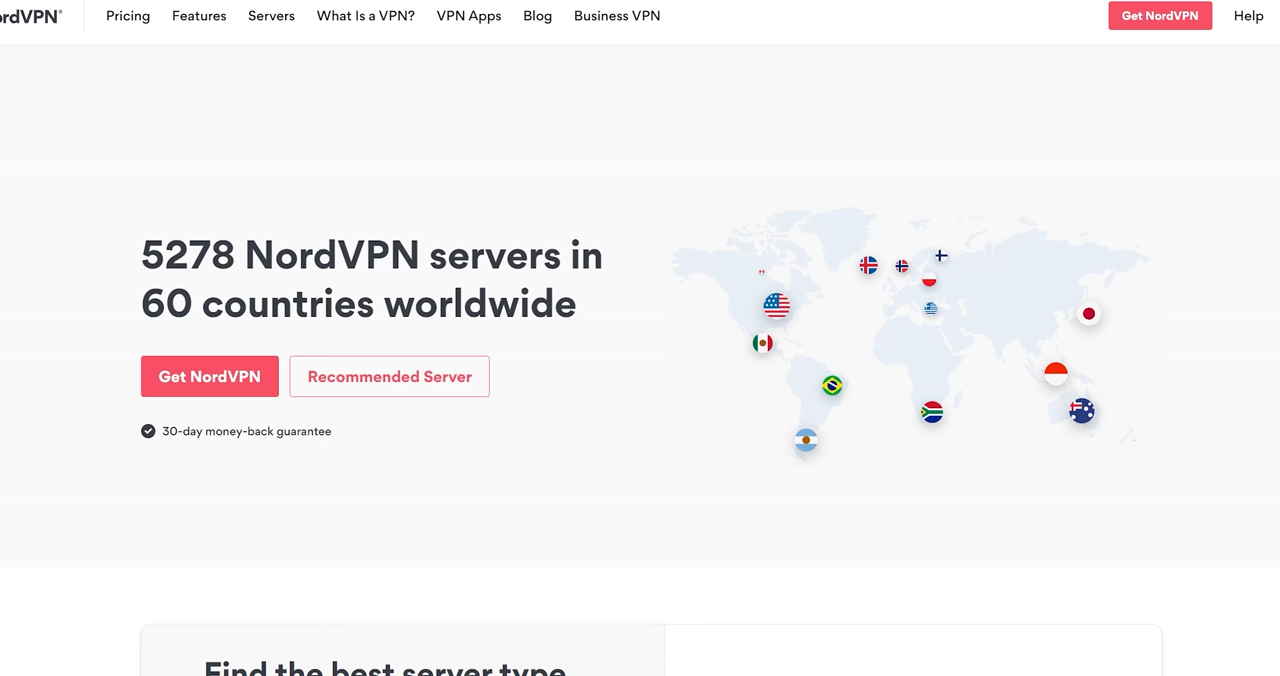 ordVPN®
Pricing
Features
Servers
What Is a VPN?
VPN Apps
Blog
Business VPN
Get NordVPN
Help
5278 NordVPN servers in
60 countries worldwide
Get NordVPN
Recommended Server
30-day money-back guarantee
Find the best server type